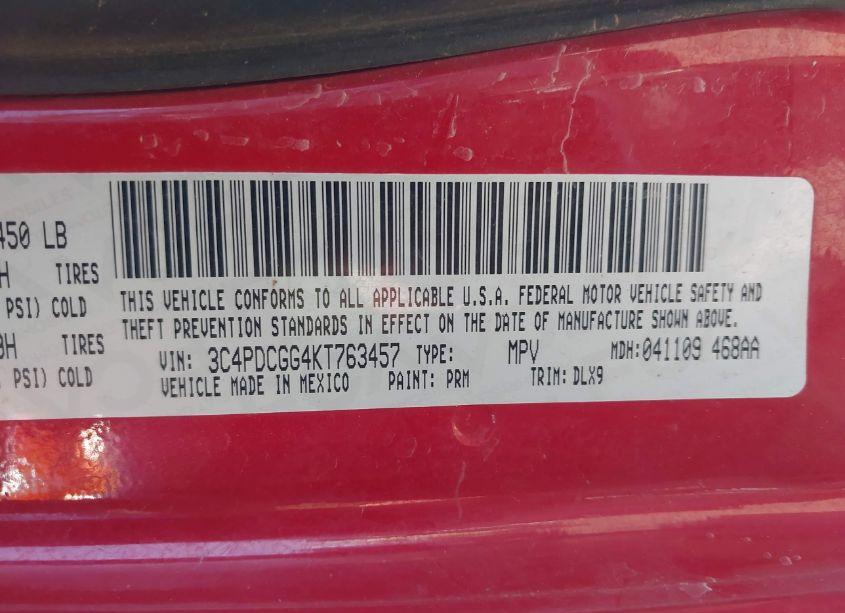 450 LB
H TIRES
PSI) COLD
0H TIRES
PSI) COLD
THIS VEHICLE CONFORMS TO ALL APPLICABLE U.S.A. FEDERAL MOTOR VEHICLE SAFETY AND
THEFT PREVENTION STANDARDS IN EFFECT ON THE DATE OF MANUFACTURE SHOWN ABOVE.
VIN: 3C4PDCGG4KT763457 TYPE: MPV MDH:041109 468AA
VEHICLE MADE IN MEXICO PAINT: PRM TRIM: DLX9